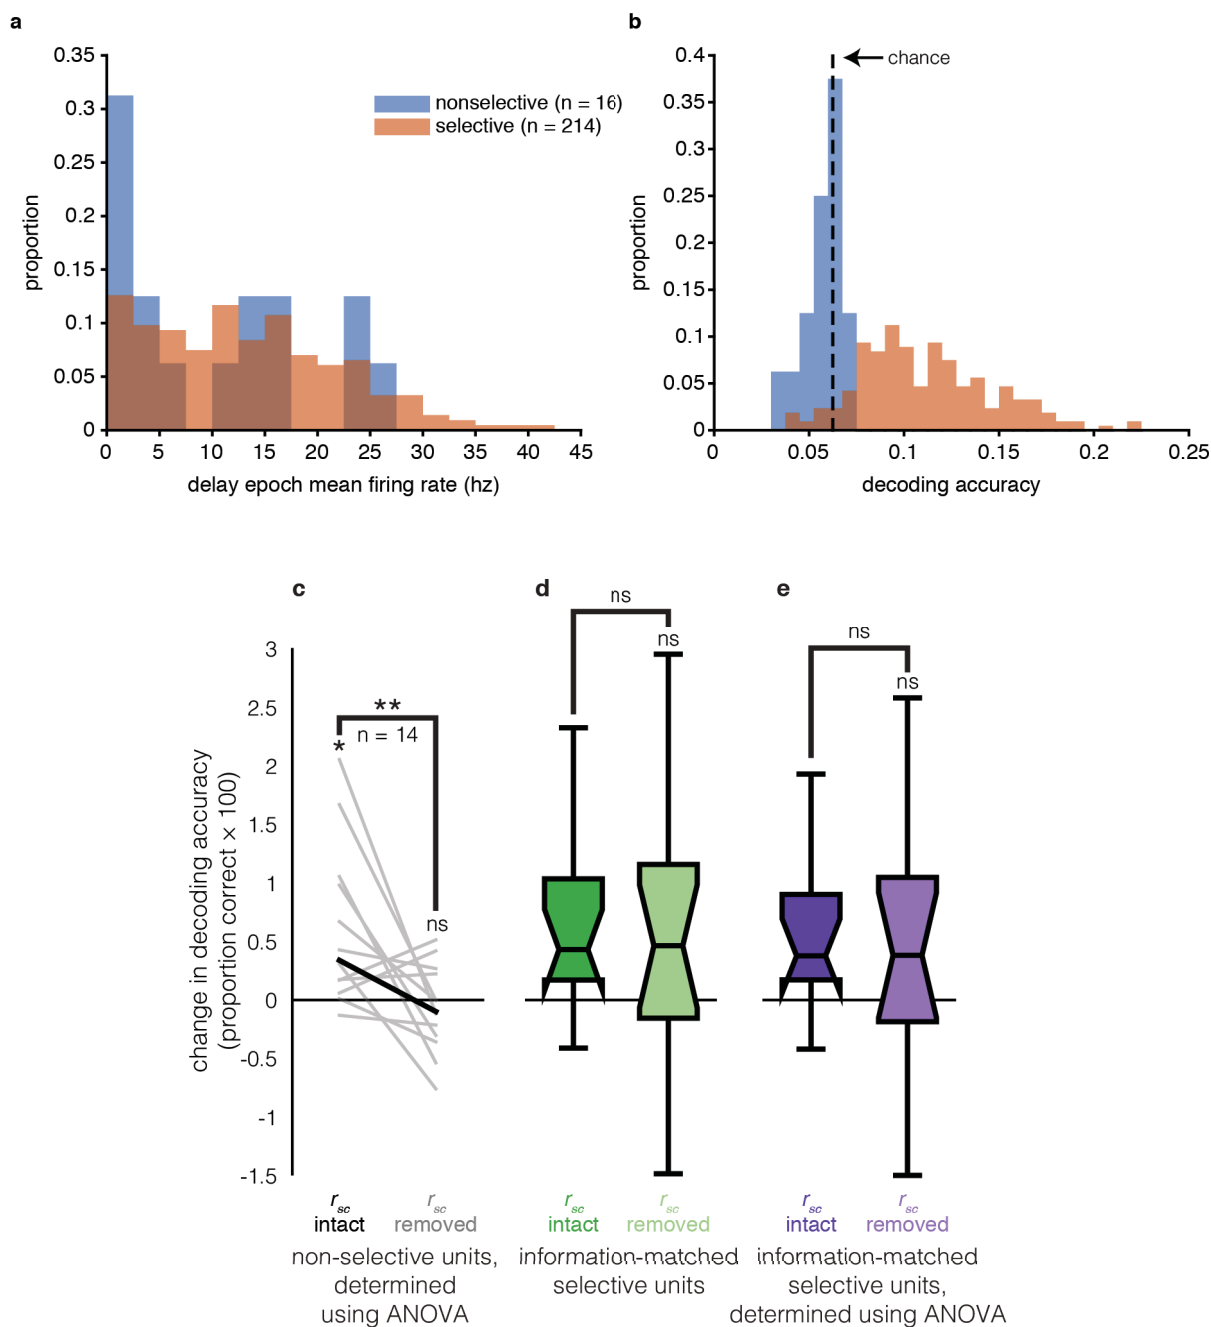 a
0.35
0.3
0.25
0.2
0.15
0.1
0.05
0
proportion
nonselective (n = 16)
selective (n = 214)
0 5 10 15 20 25 30 35 40 45
delay epoch mean firing rate (hz)
b
0.4
0.35
0.3
0.25
0.2
0.15
0.1
0.05
0
proportion
chance
0 0.05 0.1 0.15 0.2 0.25
decoding accuracy
c
3
2.5
2
1.5
1
0.5
0
-0.5
-1
-1.5
change in decoding accuracy
(proportion correct × 100)
**
n = 14
*
ns
rsc
intact
rsc
removed
non-selective units,
determined
using ANOVA
d
ns
ns
rsc
intact
rsc
removed
information-matched
selective units
e
ns
ns
rsc
intact
rsc
removed
information-matched
selective units,
determined using ANOVA